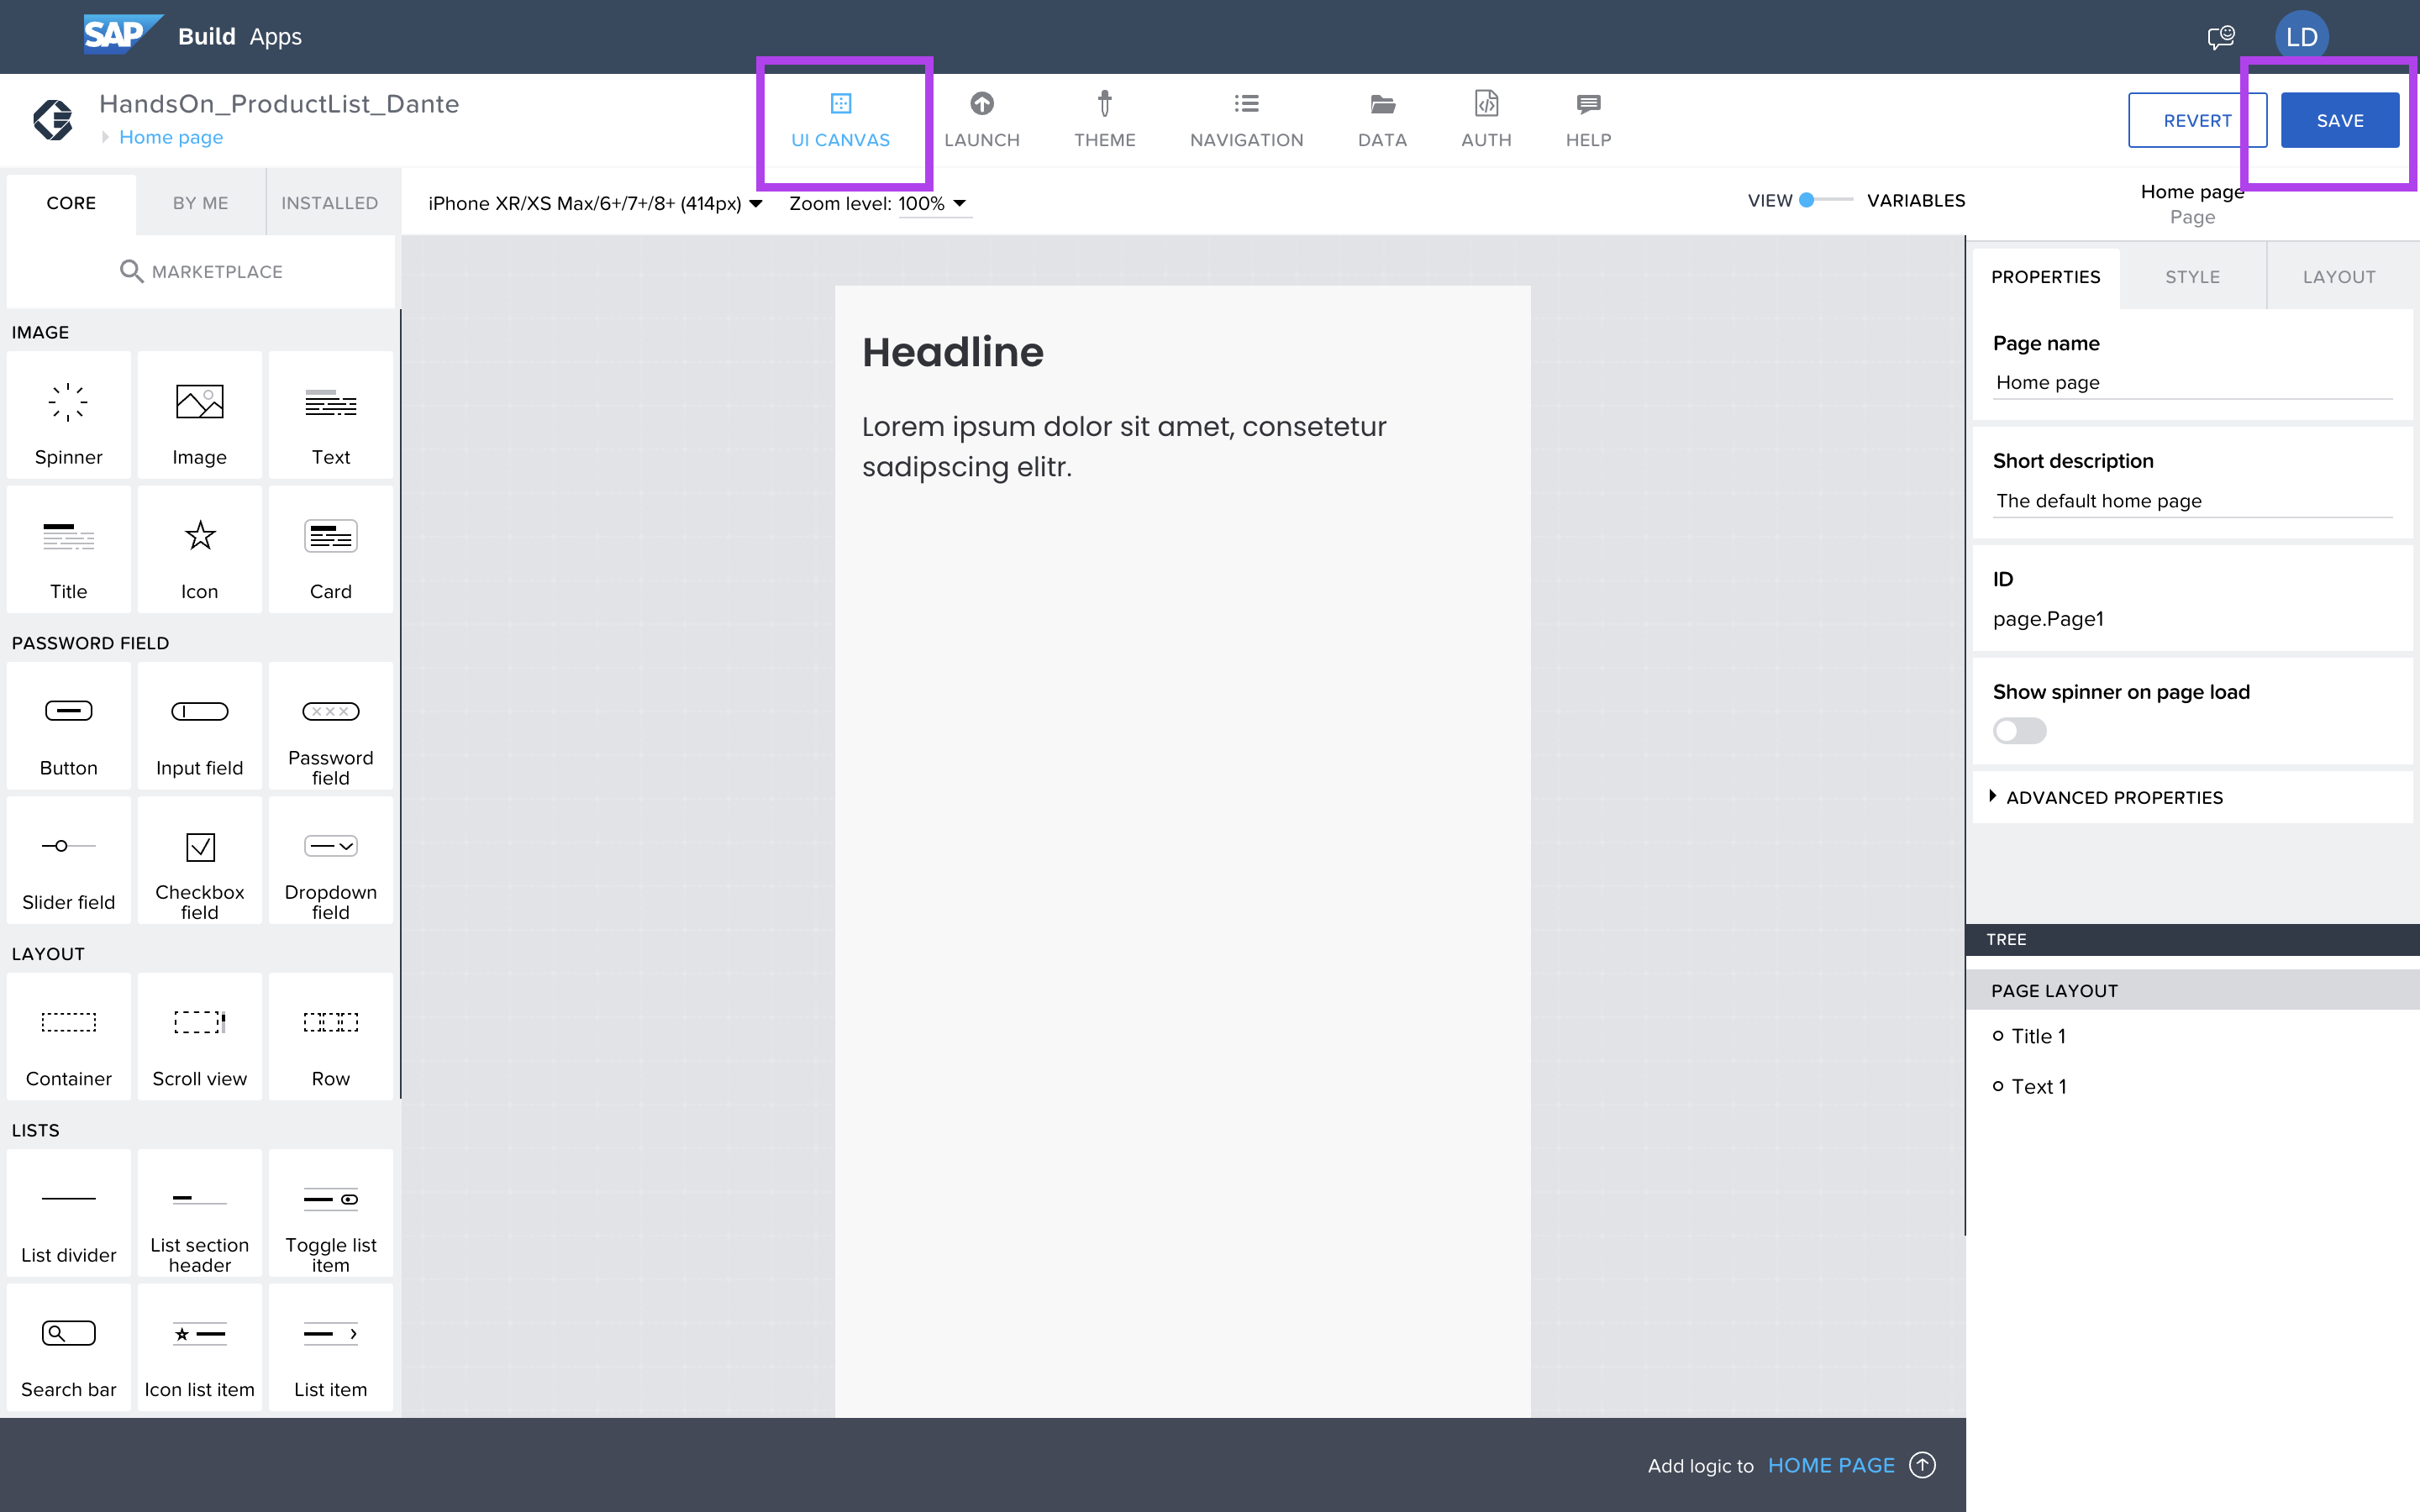 SAP Build Apps
LD
HandsOn_ProductList_Dante
Home page
UI CANVAS
LAUNCH
THEME
NAVIGATION
DATA
AUTH
HELP
REVERT
SAVE
CORE
BY ME
INSTALLED
MARKETPLACE
iPhone XR/XS Max/6+/7+/8+ (414px)
Zoom level: 100%
VIEW
VARIABLES
Home page
Page
IMAGE
Spinner
Image
Text
Title
Icon
Card
PASSWORD FIELD
Button
Input field
Password
field
Slider field
Checkbox
field
Dropdown
field
LAYOUT
Container
Scroll view
Row
LISTS
List divider
List section
header
Toggle list
item
Search bar
Icon list item
List item
Headline
Lorem ipsum dolor sit amet, consetetur
sadipscing elitr.
Add logic to HOME PAGE
PROPERTIES
STYLE
LAYOUT
Page name
Home page
Short description
The default home page
ID
page.Page1
Show spinner on page load
ADVANCED PROPERTIES
TREE
PAGE LAYOUT
Title 1
Text 1